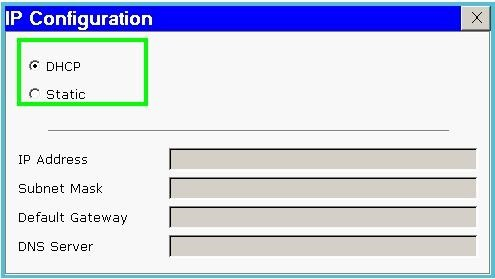 IP Configuration
DHCP
Static
IP Address
Subnet Mask
Default Gateway
DNS Server